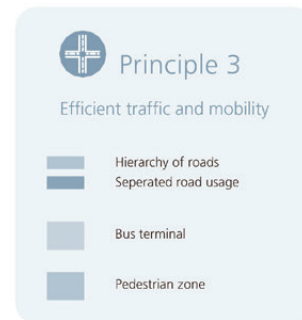 Principle 3
Efficient traffic and mobility
Hierarchy of roads
Seperated road usage
Bus terminal
Pedestrian zone